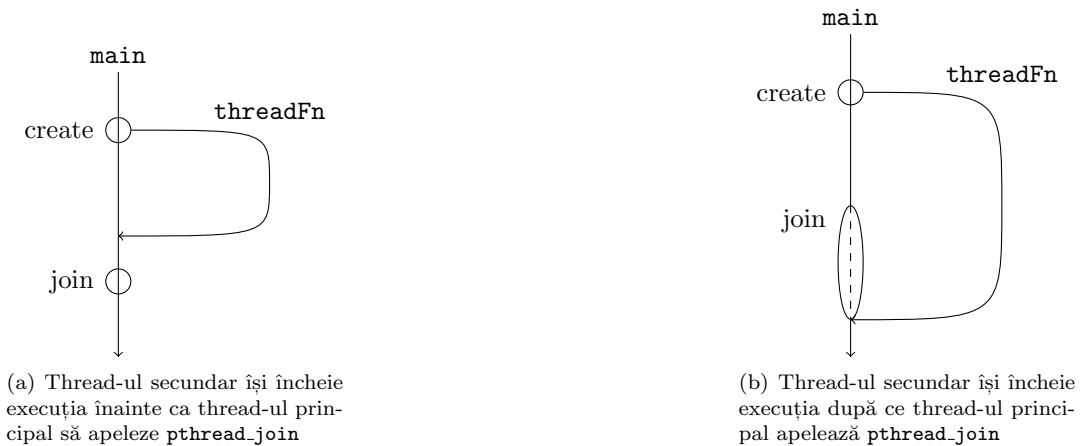 main
threadFn
create
join
(a) Thread-ul secundar își încheie
execuția înainte ca thread-ul prin-
cipal să apeleze pthread_join
main
threadFn
create
join
(b) Thread-ul secundar își încheie
execuția după ce thread-ul princi-
pal apelează pthread_join